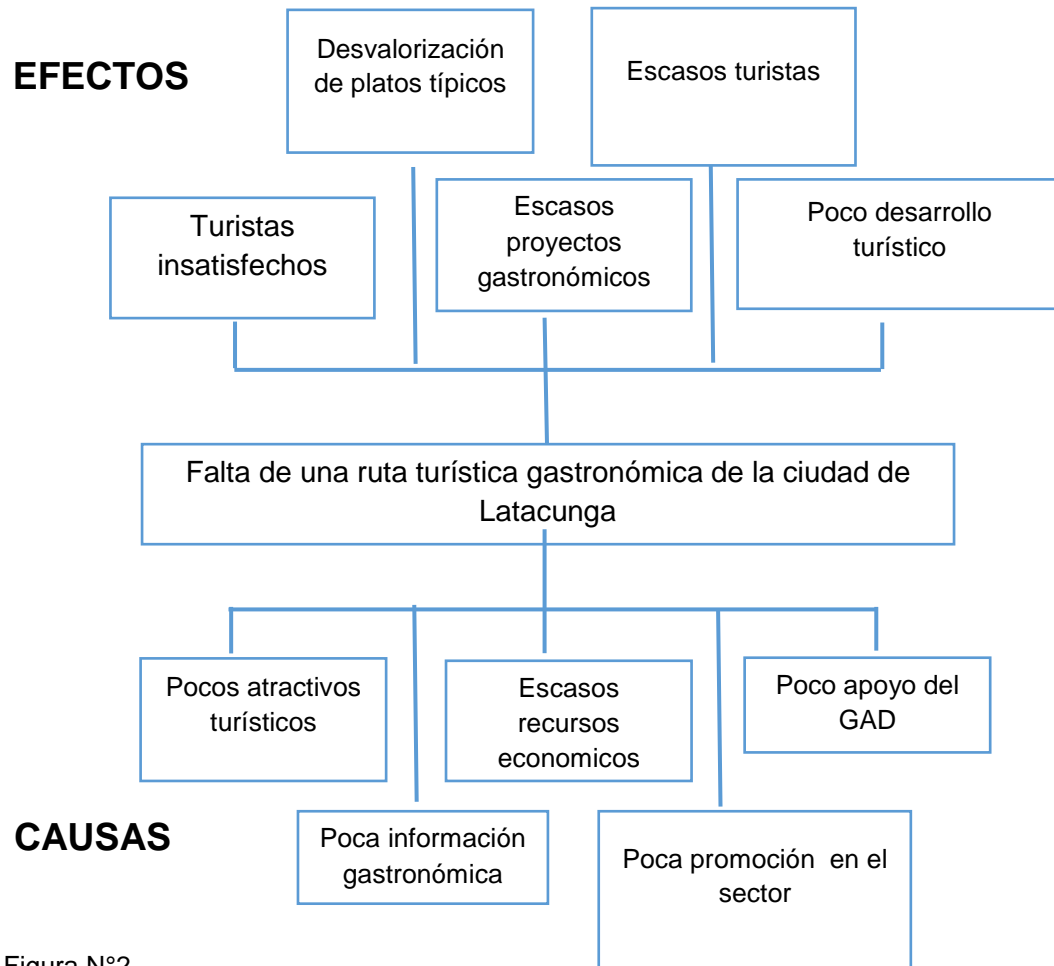 EFECTOS
Desvalorización
de platos típicos
Escasos turistas
Turistas
insatisfechos
Escasos
proyectos
gastronómicos
Poco desarrollo
turístico
Falta de una ruta turística gastronómica de la ciudad de
Latacunga
Pocos atractivos
turísticos
Escasos
recursos
economicos
Poco apoyo del
GAD
CAUSAS
Poca información
gastronómica
Poca promoción en el
sector
Figura N°2